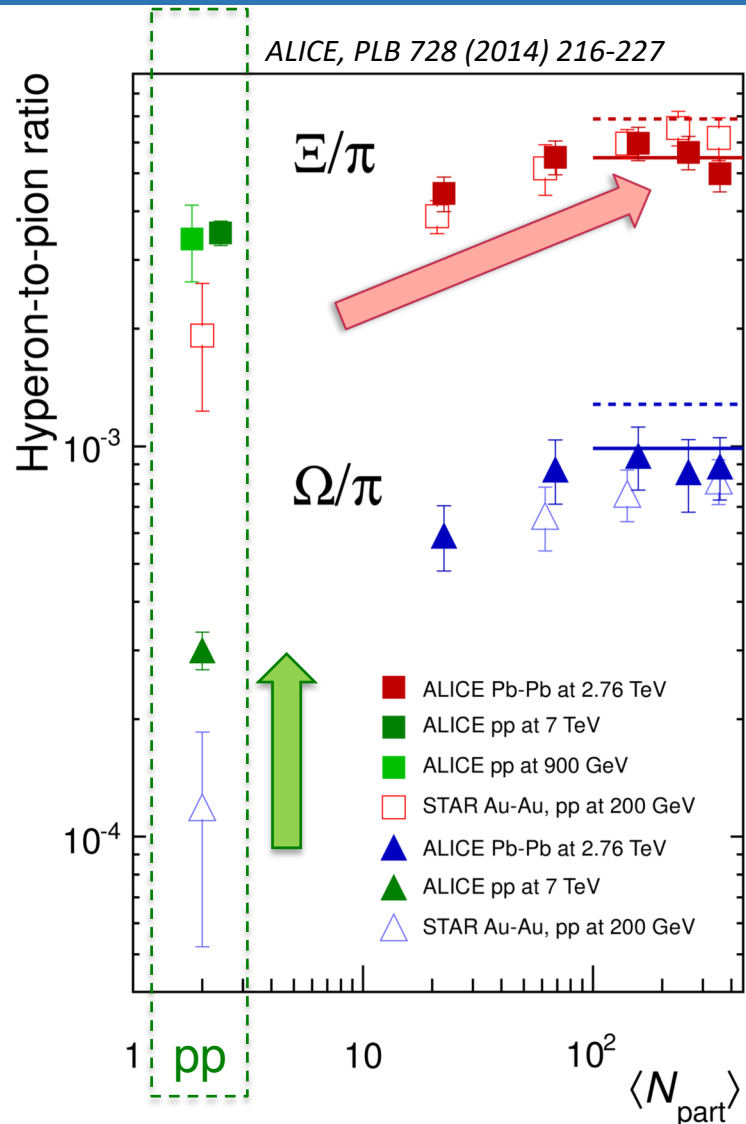 ALICE, PLB 728 (2014) 216-227
Hyperon-to-pion ratio
Ξ/π
10⁻³
Ω/π
ALICE Pb-Pb at 2.76 TeV
ALICE pp at 7 TeV
ALICE pp at 900 GeV
STAR Au-Au, pp at 200 GeV
10⁻⁴
ALICE Pb-Pb at 2.76 TeV
ALICE pp at 7 TeV
STAR Au-Au, pp at 200 GeV
1 pp 10 10²
⟨N_part⟩